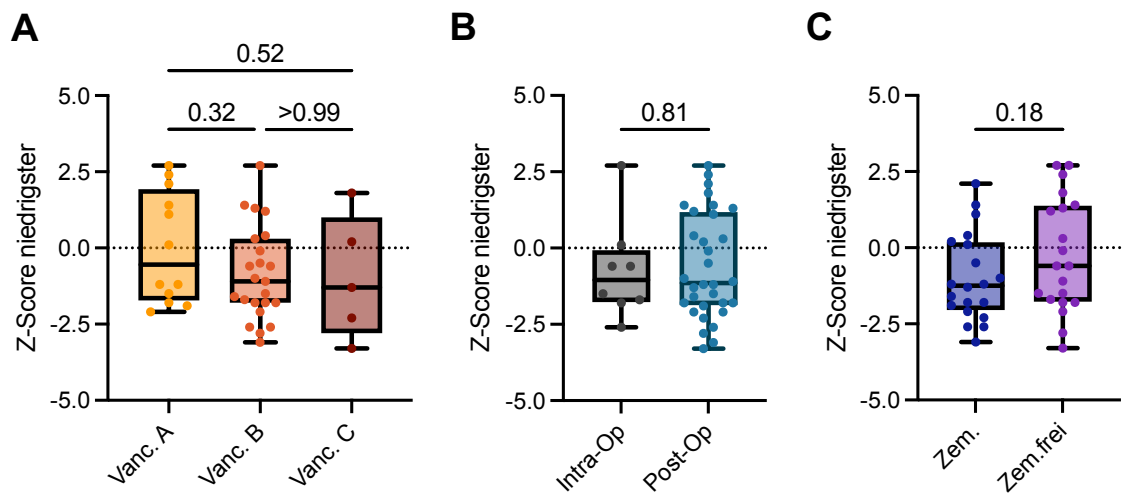 A
0.52
0.32
>0.99
Z-Score niedrigster
5.0
2.5
0.0
-2.5
-5.0
Vanc. A
Vanc. B
Vanc. C
B
0.81
Z-Score niedrigster
5.0
2.5
0.0
-2.5
-5.0
Intra-Op
Post-Op
C
0.18
Z-Score niedrigster
5.0
2.5
0.0
-2.5
-5.0
Zem.
Zem.frei